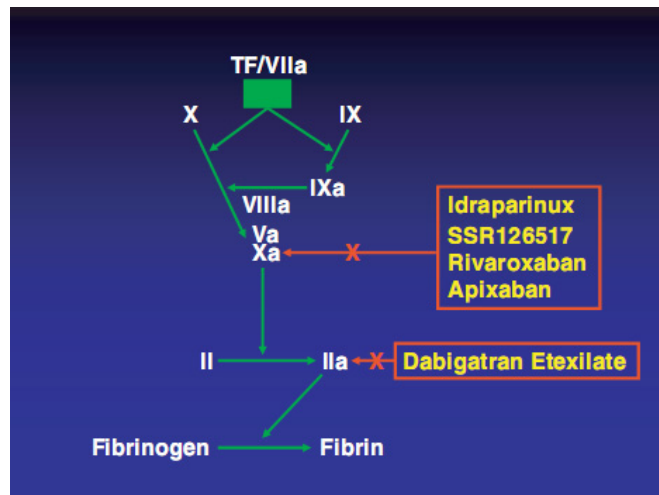 TF/VIIa
X
IX
IXa
VIIIa
Va
Xa
X
Idraparinux
SSR126517
Rivaroxaban
Apixaban
II
IIa
X
Dabigatran Etexilate
Fibrinogen
Fibrin